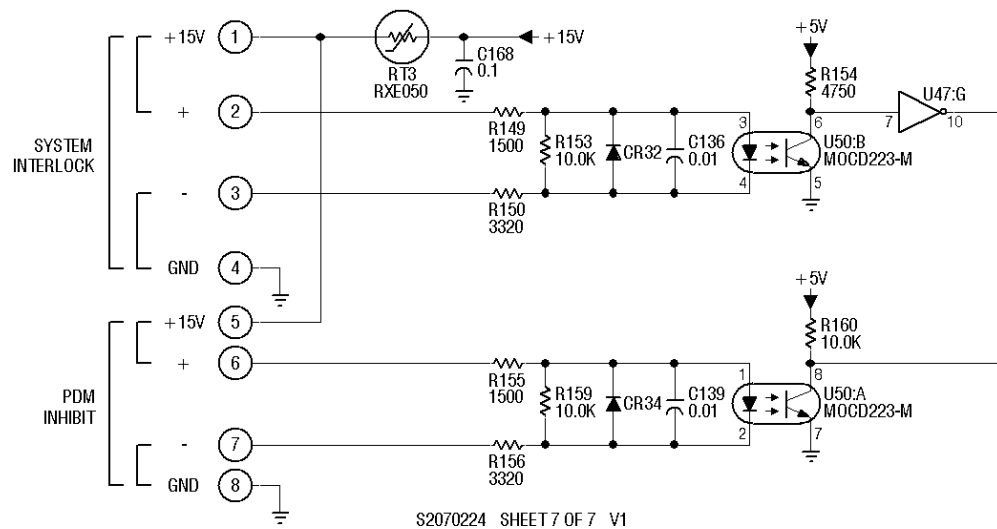 +15V 1
RT3
RXE050
C168
0.1
+15V
+5V
R154
4750
U47:G
7 10
SYSTEM
INTERLOCK
+ 2
R149
1500
R153
10.0K
CR32
C136
0.01
3
4
6
5
U50:B
MOCD223-M
- 3
R150
3320
GND 4
+5V
R160
10.0K
+15V 5
PDM
INHIBIT
+ 6
R155
1500
R159
10.0K
CR34
C139
0.01
1
2
8
7
U50:A
MOCD223-M
- 7
R156
3320
GND 8
S2070224 SHEET 7 OF 7 V1